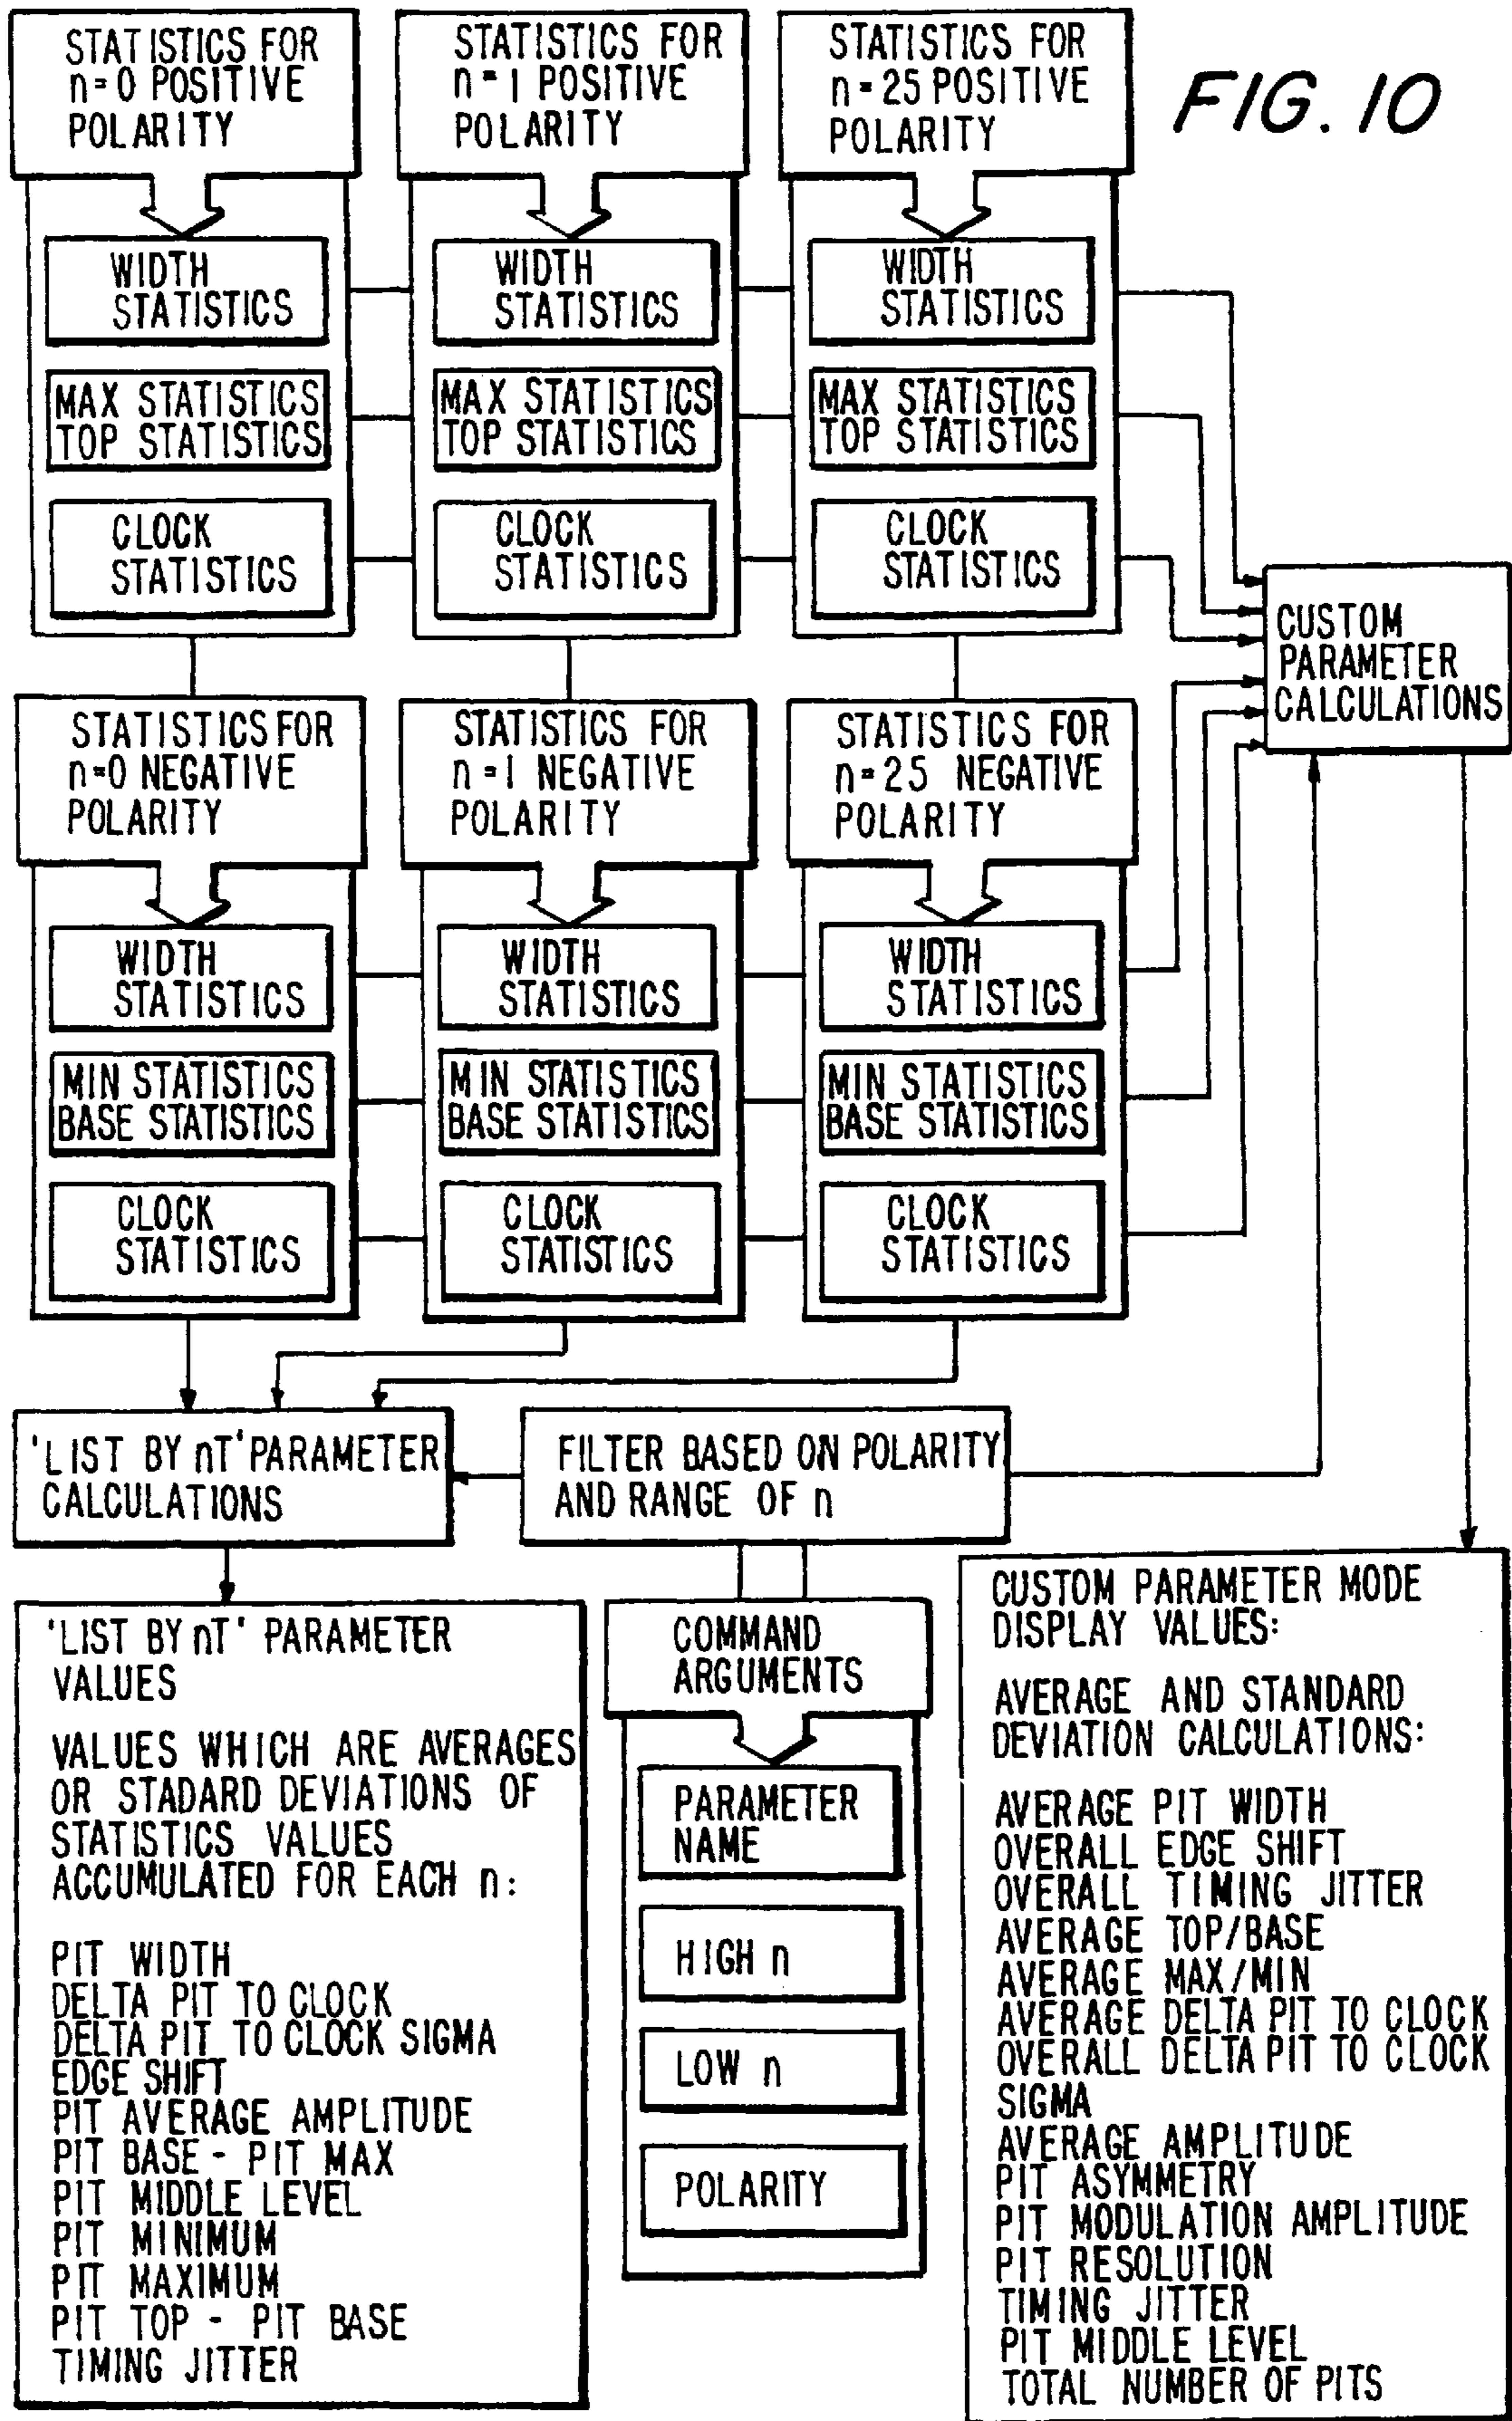 FIG. 10
STATISTICS FOR
n=0 POSITIVE
POLARITY
WIDTH
STATISTICS
MAX STATISTICS
TOP STATISTICS
CLOCK
STATISTICS
STATISTICS FOR
n=1 POSITIVE
POLARITY
WIDTH
STATISTICS
MAX STATISTICS
TOP STATISTICS
CLOCK
STATISTICS
STATISTICS FOR
n=25 POSITIVE
POLARITY
WIDTH
STATISTICS
MAX STATISTICS
TOP STATISTICS
CLOCK
STATISTICS
CUSTOM
PARAMETER
CALCULATIONS
STATISTICS FOR
n=0 NEGATIVE
POLARITY
WIDTH
STATISTICS
MIN STATISTICS
BASE STATISTICS
CLOCK
STATISTICS
STATISTICS FOR
n=1 NEGATIVE
POLARITY
WIDTH
STATISTICS
MIN STATISTICS
BASE STATISTICS
CLOCK
STATISTICS
STATISTICS FOR
n=25 NEGATIVE
POLARITY
WIDTH
STATISTICS
MIN STATISTICS
BASE STATISTICS
CLOCK
STATISTICS
'LIST BY nT' PARAMETER
CALCULATIONS
FILTER BASED ON POLARITY
AND RANGE OF n
'LIST BY nT' PARAMETER
VALUES
VALUES WHICH ARE AVERAGES
OR STADARD DEVIATIONS OF
STATISTICS VALUES
ACCUMULATED FOR EACH n:
PIT WIDTH
DELTA PIT TO CLOCK
DELTA PIT TO CLOCK SIGMA
EDGE SHIFT
PIT AVERAGE AMPLITUDE
PIT BASE - PIT MAX
PIT MIDDLE LEVEL
PIT MINIMUM
PIT MAXIMUM
PIT TOP - PIT BASE
TIMING JITTER
COMMAND
ARGUMENTS
PARAMETER
NAME
HIGH n
LOW n
POLARITY
CUSTOM PARAMETER MODE
DISPLAY VALUES:
AVERAGE AND STANDARD
DEVIATION CALCULATIONS:
AVERAGE PIT WIDTH
OVERALL EDGE SHIFT
OVERALL TIMING JITTER
AVERAGE TOP/BASE
AVERAGE MAX/MIN
AVERAGE DELTA PIT TO CLOCK
OVERALL DELTA PIT TO CLOCK
SIGMA
AVERAGE AMPLITUDE
PIT ASYMMETRY
PIT MODULATION AMPLITUDE
PIT RESOLUTION
TIMING JITTER
PIT MIDDLE LEVEL
TOTAL NUMBER OF PITS